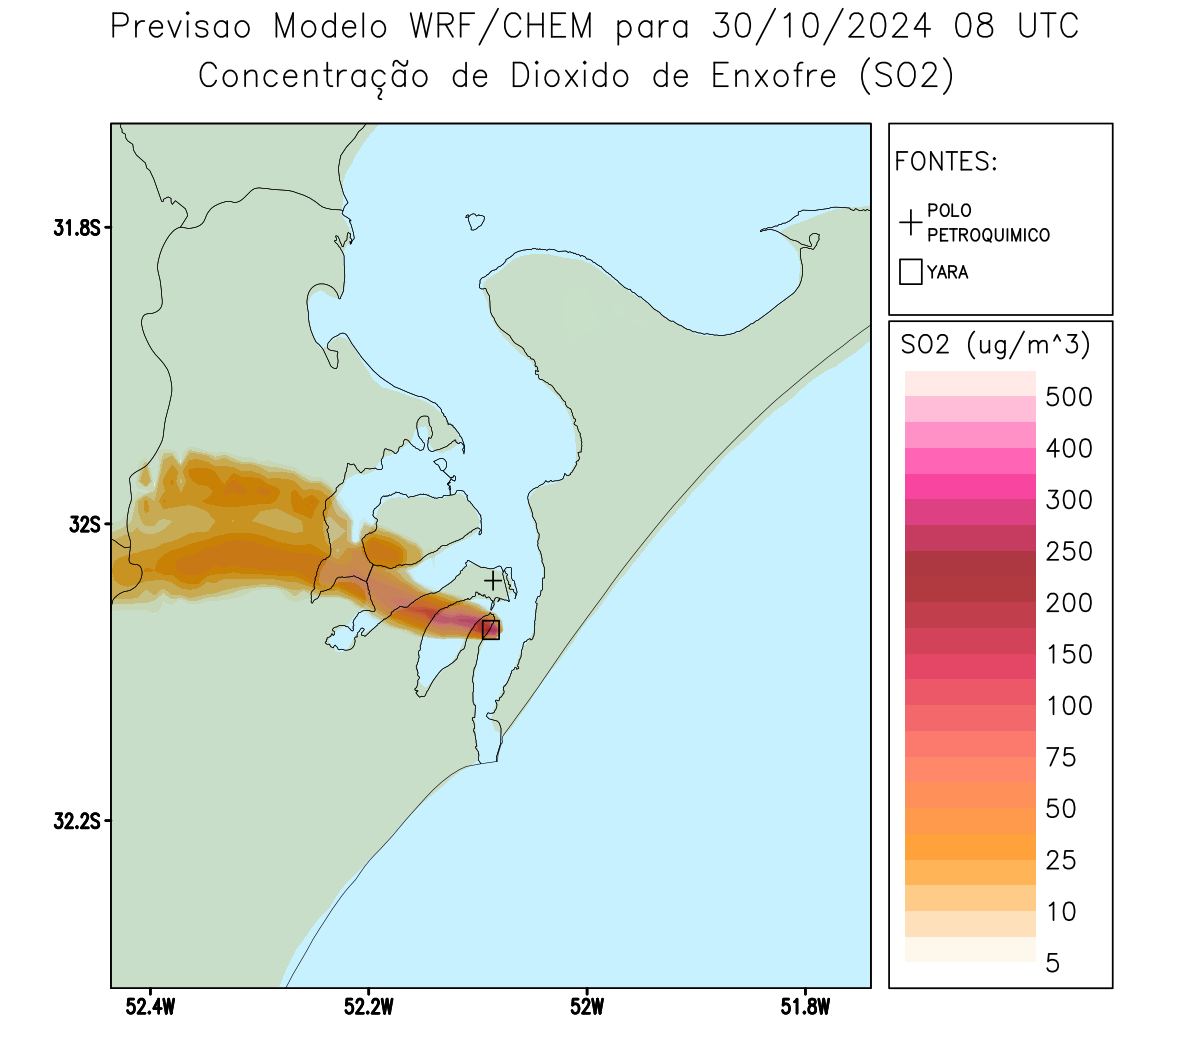 Previsao Modelo WRF/CHEM para 30/10/2024 08 UTC
Concentração de Dioxido de Enxofre (SO2)
FONTES:
POLO
PETROQUIMICO
YARA
31.8S
32S
32.2S
52.4W
52.2W
52W
51.8W
SO2 (ug/m^3)
500
400
300
250
200
150
100
75
50
25
10
5